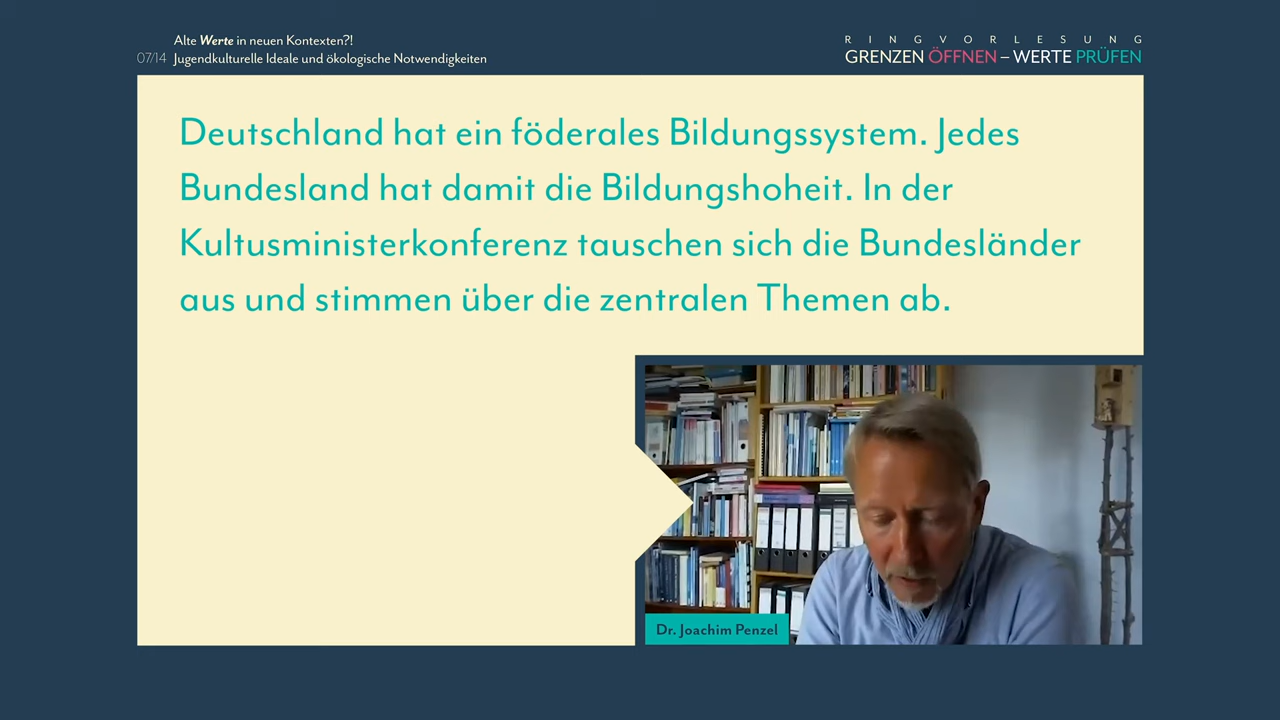 Alte Werte in neuen Kontexten?!
07/14 Jugendkulturelle Ideale und ökologische Notwendigkeiten
RINGVORLESUNG
GRENZEN ÖFFNEN – WERTE PRÜFEN
Deutschland hat ein föderales Bildungssystem. Jedes
Bundesland hat damit die Bildungshoheit. In der
Kultusministerkonferenz tauschen sich die Bundesländer
aus und stimmen über die zentralen Themen ab.
Dr. Joachim Penzel